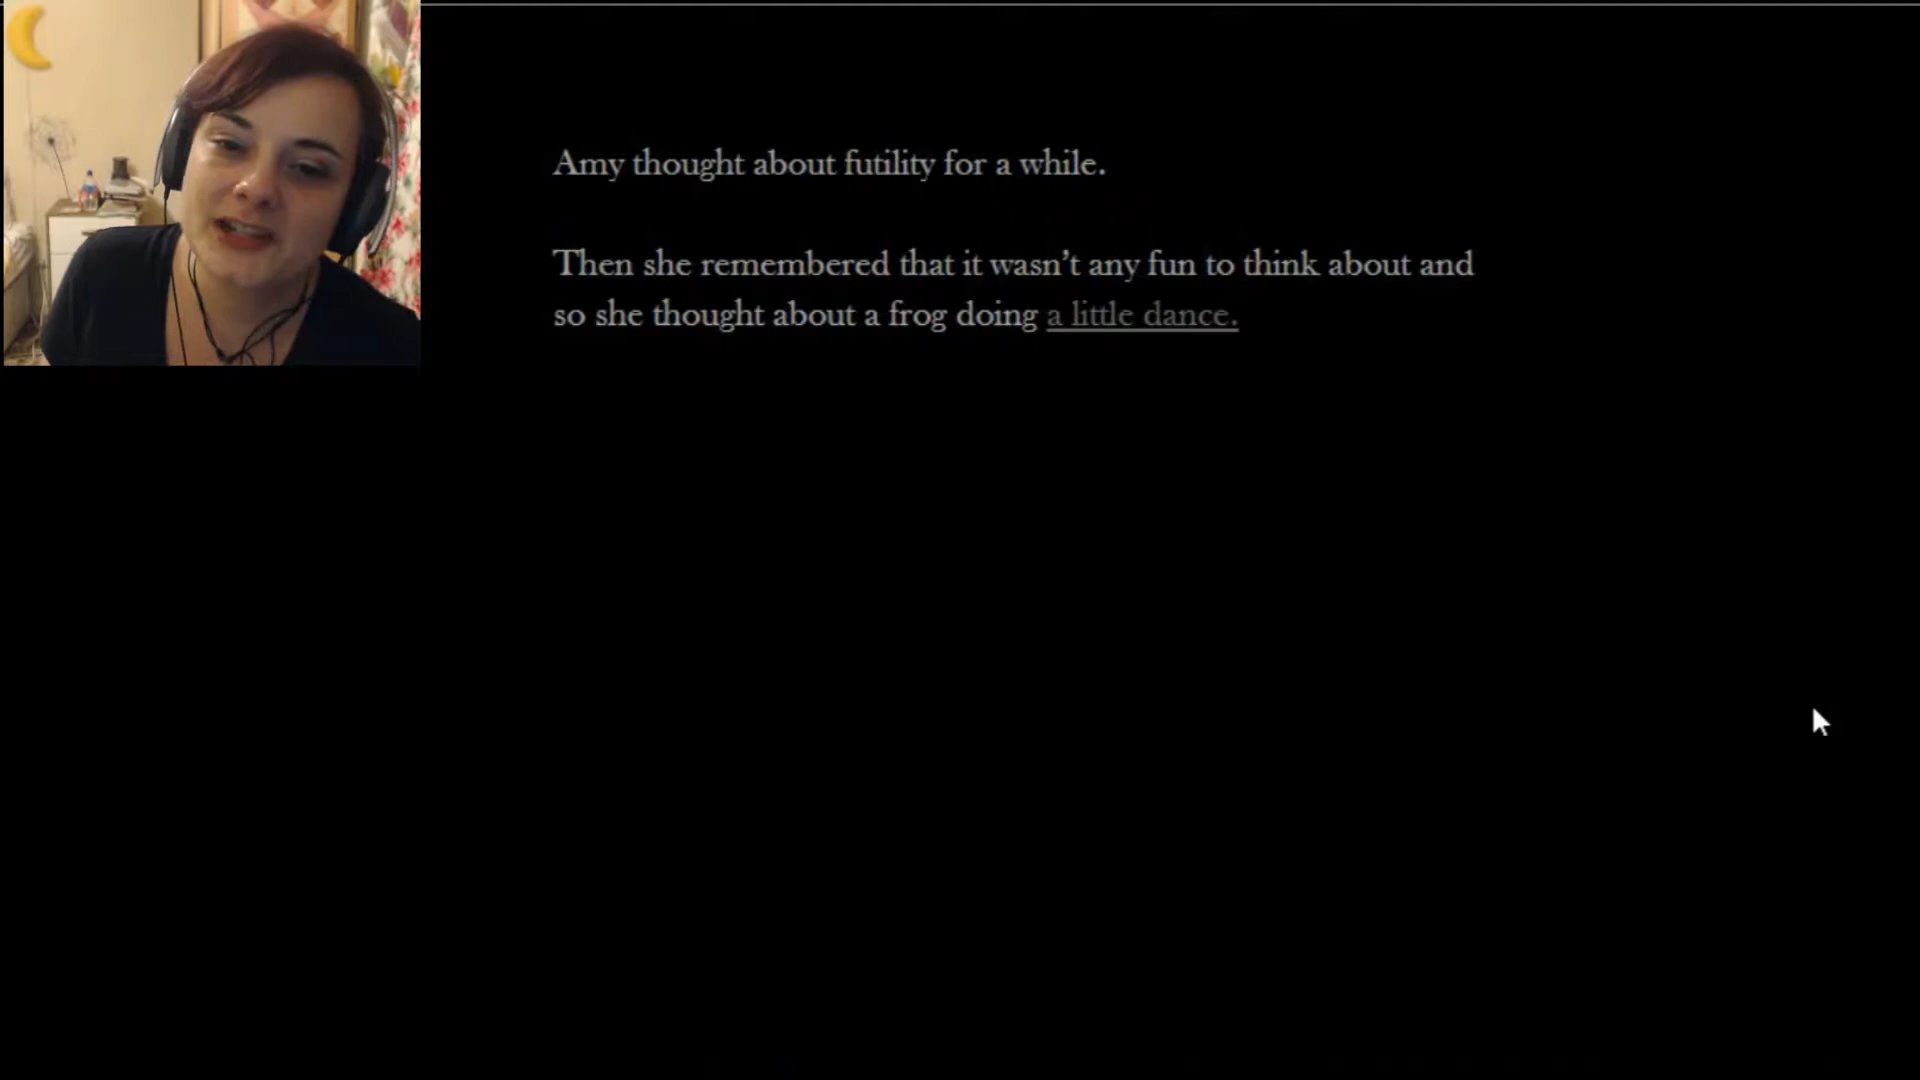 Amy thought about futility for a while.
Then she remembered that it wasn’t any fun to think about and
so she thought about a frog doing a little dance.